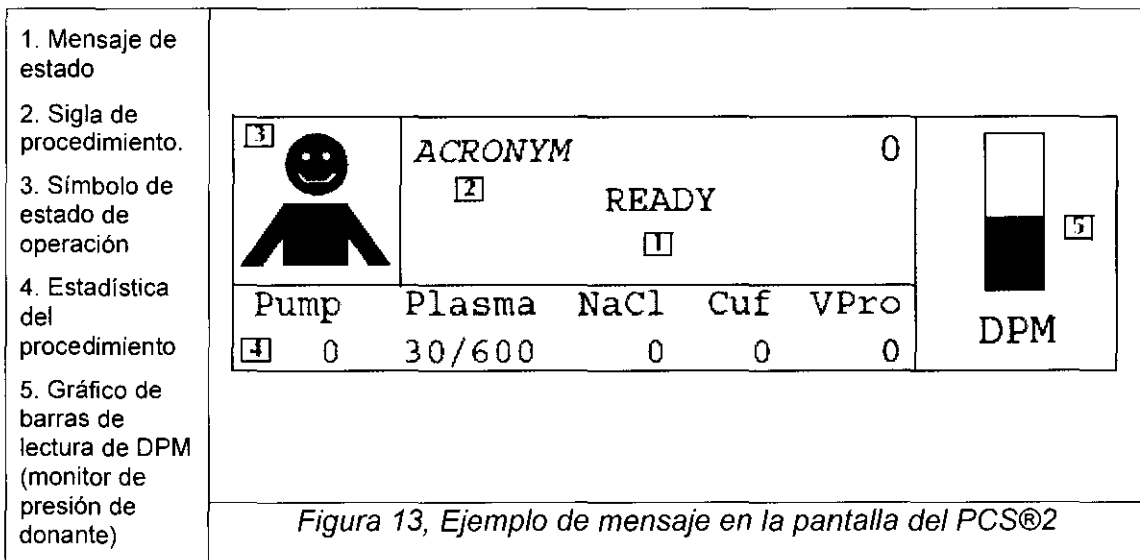 1. Mensaje de
estado
2. Sigla de
procedimiento.
3. Símbolo de
estado de
operación
4. Estadística
del
procedimiento
5. Gráfico de
barras de
lectura de DPM
(monitor de
presión de
donante)
3
ACRONYM 0
2
READY
1
5
Pump Plasma NaCl Cuf VPro
4 0 30/600 0 0 0
DPM
Figura 13, Ejemplo de mensaje en la pantalla del PCS®2